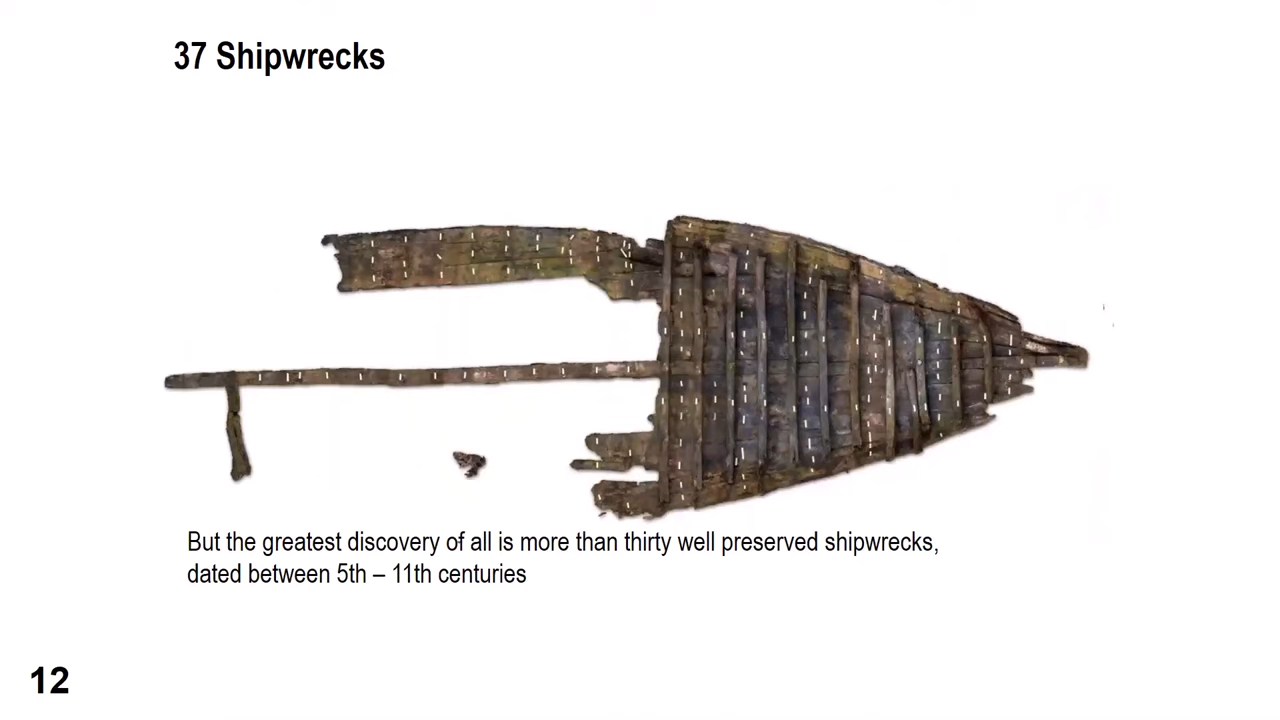 37 Shipwrecks
But the greatest discovery of all is more than thirty well preserved shipwrecks,
dated between 5th – 11th centuries
12